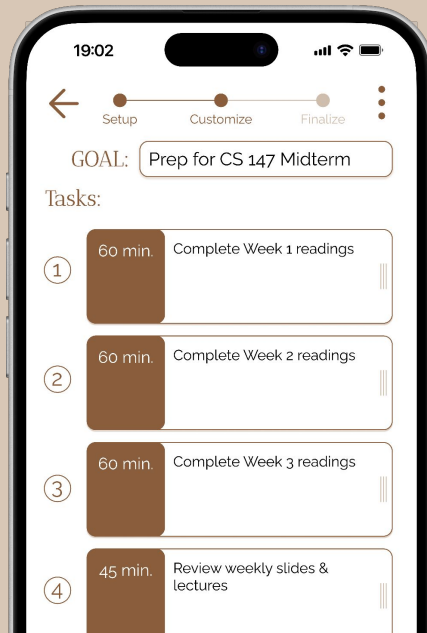 19:02
Setup Customize Finalize
GOAL: Prep for CS 147 Midterm
Tasks:
1 60 min. Complete Week 1 readings
2 60 min. Complete Week 2 readings
3 60 min. Complete Week 3 readings
4 45 min. Review weekly slides &
lectures